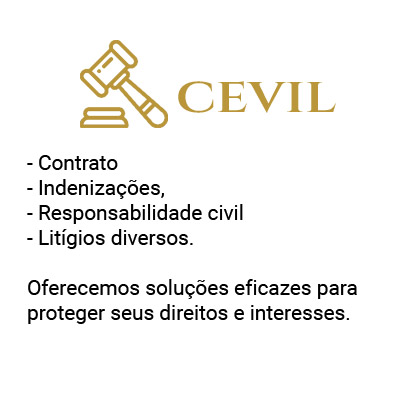 CEVIL
- Contrato
- Indenizações,
- Responsabilidade civil
- Litígios diversos.
Oferecemos soluções eficazes para
proteger seus direitos e interesses.